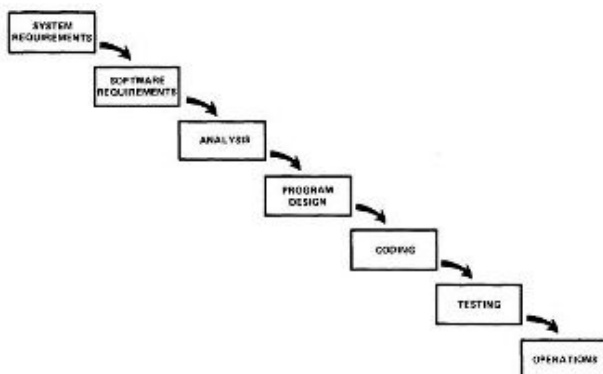 SYSTEM
REQUIREMENTS
SOFTWARE
REQUIREMENTS
ANALYSIS
PROGRAM
DESIGN
CODING
TESTING
OPERATIONS